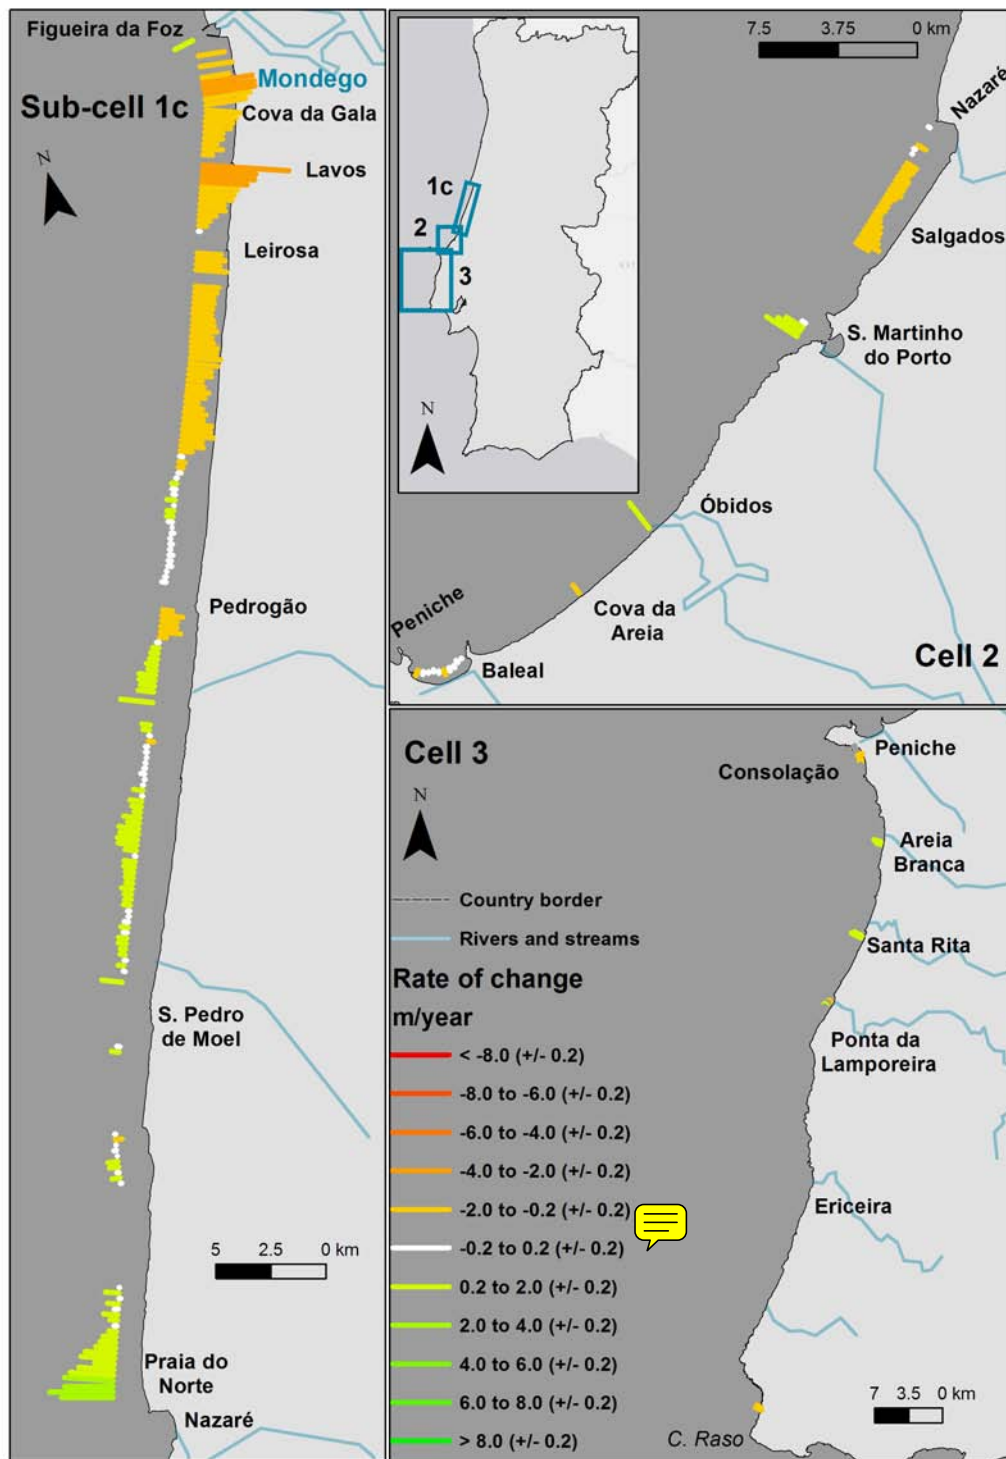 Figueira da Foz
Mondego
Sub-cell 1c
Cova da Gala
N
Lavos
Leirosa
Pedrogão
S. Pedro
de Moel
5 2.5 0 km
Praia do
Norte
Nazaré
7.5 3.75 0 km
1c
2
3
N
Nazaré
Salgados
S. Martinho
do Porto
Óbidos
Cova da
Areia
Peniche
Baleal
Cell 2
Cell 3
N
Peniche
Consolação
Areia
Branca
Santa Rita
Ponta da
Lamporeira
Ericeira
C. Raso
7 3.5 0 km
Country border
Rivers and streams
Rate of change
m/year
< -8.0 (+/- 0.2)
-8.0 to -6.0 (+/- 0.2)
-6.0 to -4.0 (+/- 0.2)
-4.0 to -2.0 (+/- 0.2)
-2.0 to -0.2 (+/- 0.2)
-0.2 to 0.2 (+/- 0.2)
0.2 to 2.0 (+/- 0.2)
2.0 to 4.0 (+/- 0.2)
4.0 to 6.0 (+/- 0.2)
6.0 to 8.0 (+/- 0.2)
> 8.0 (+/- 0.2)